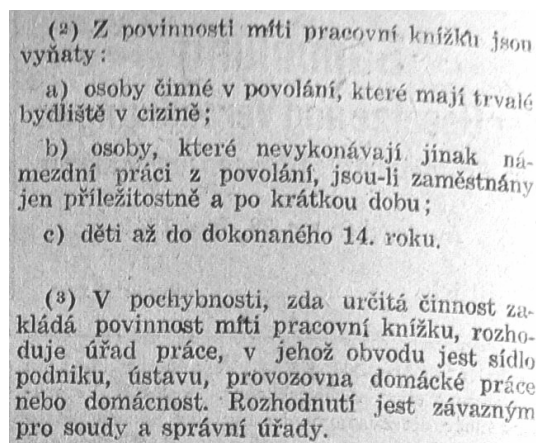 (2) Z povinnosti míti pracovní knížku jsou
vyňaty:
a) osoby činné v povolání, které mají trvalé
bydliště v cizině;
b) osoby, které nevykonávají jinak ná-
mezdní práci z povolání, jsou-li zaměstnány
jen příležitostně a po krátkou dobu;
c) děti až do dokonaného 14. roku.
(3) V pochybnosti, zda určitá činnost za-
kládá povinnost míti pracovní knížku, rozho-
duje úřad práce, v jehož obvodu jest sídlo
podniku, ústavu, provozovna domácké práce
nebo domácnost. Rozhodnutí jest závazným
pro soudy a správní úřady.